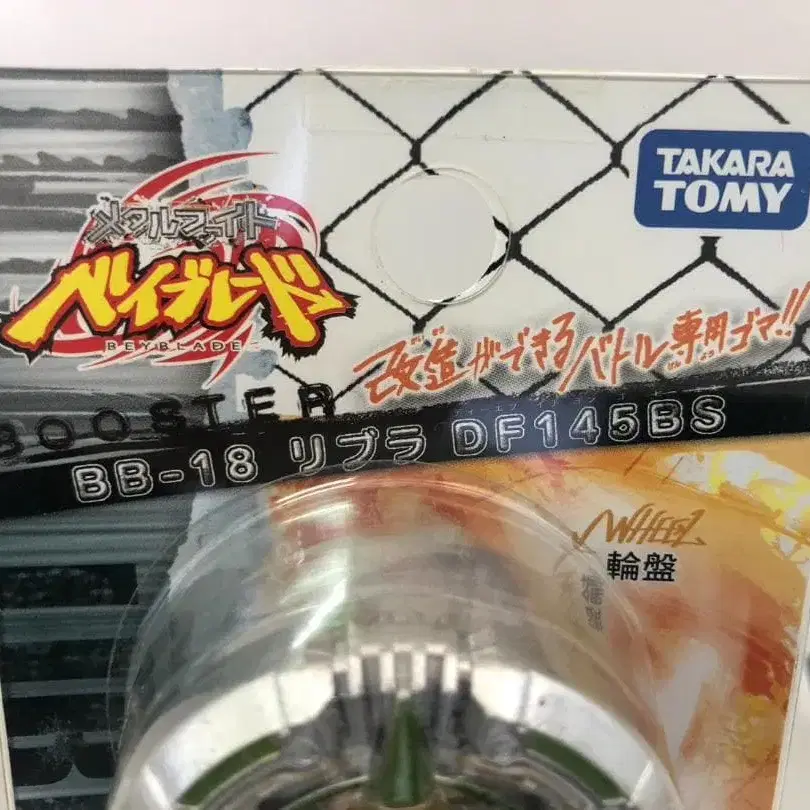 TAKARA
TOMY
メタルファイト
ベイブレード
BEYBLADE
改造ができるバトル専用ゴマ!!
BOOSTER
BB-18 リブラ DF145BS
WHEEL
輪盤